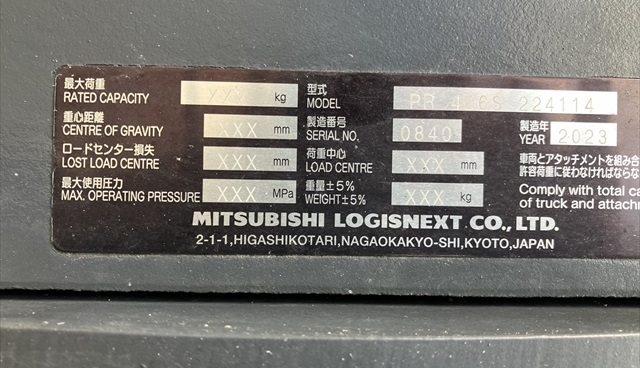 最大荷重
RATED CAPACITY XXX kg
型式
MODEL 224114
重心距離
CENTRE OF GRAVITY XXX mm
製造番号
SERIAL NO. 0840
製造年
YEAR 2023
ロードセンター損失
LOST LOAD CENTRE XXX mm
荷重中心
LOAD CENTRE XXX mm
車両とアタッチメントを組み合
許容荷重に従わなければならな
最大使用圧力
MAX. OPERATING PRESSURE XXX MPa
重量±5%
WEIGHT±5% XXX kg
Comply with total ca
of truck and attachm
MITSUBISHI LOGISNEXT CO., LTD.
2-1-1,HIGASHIKOTARI,NAGAOKAKYO-SHI,KYOTO,JAPAN